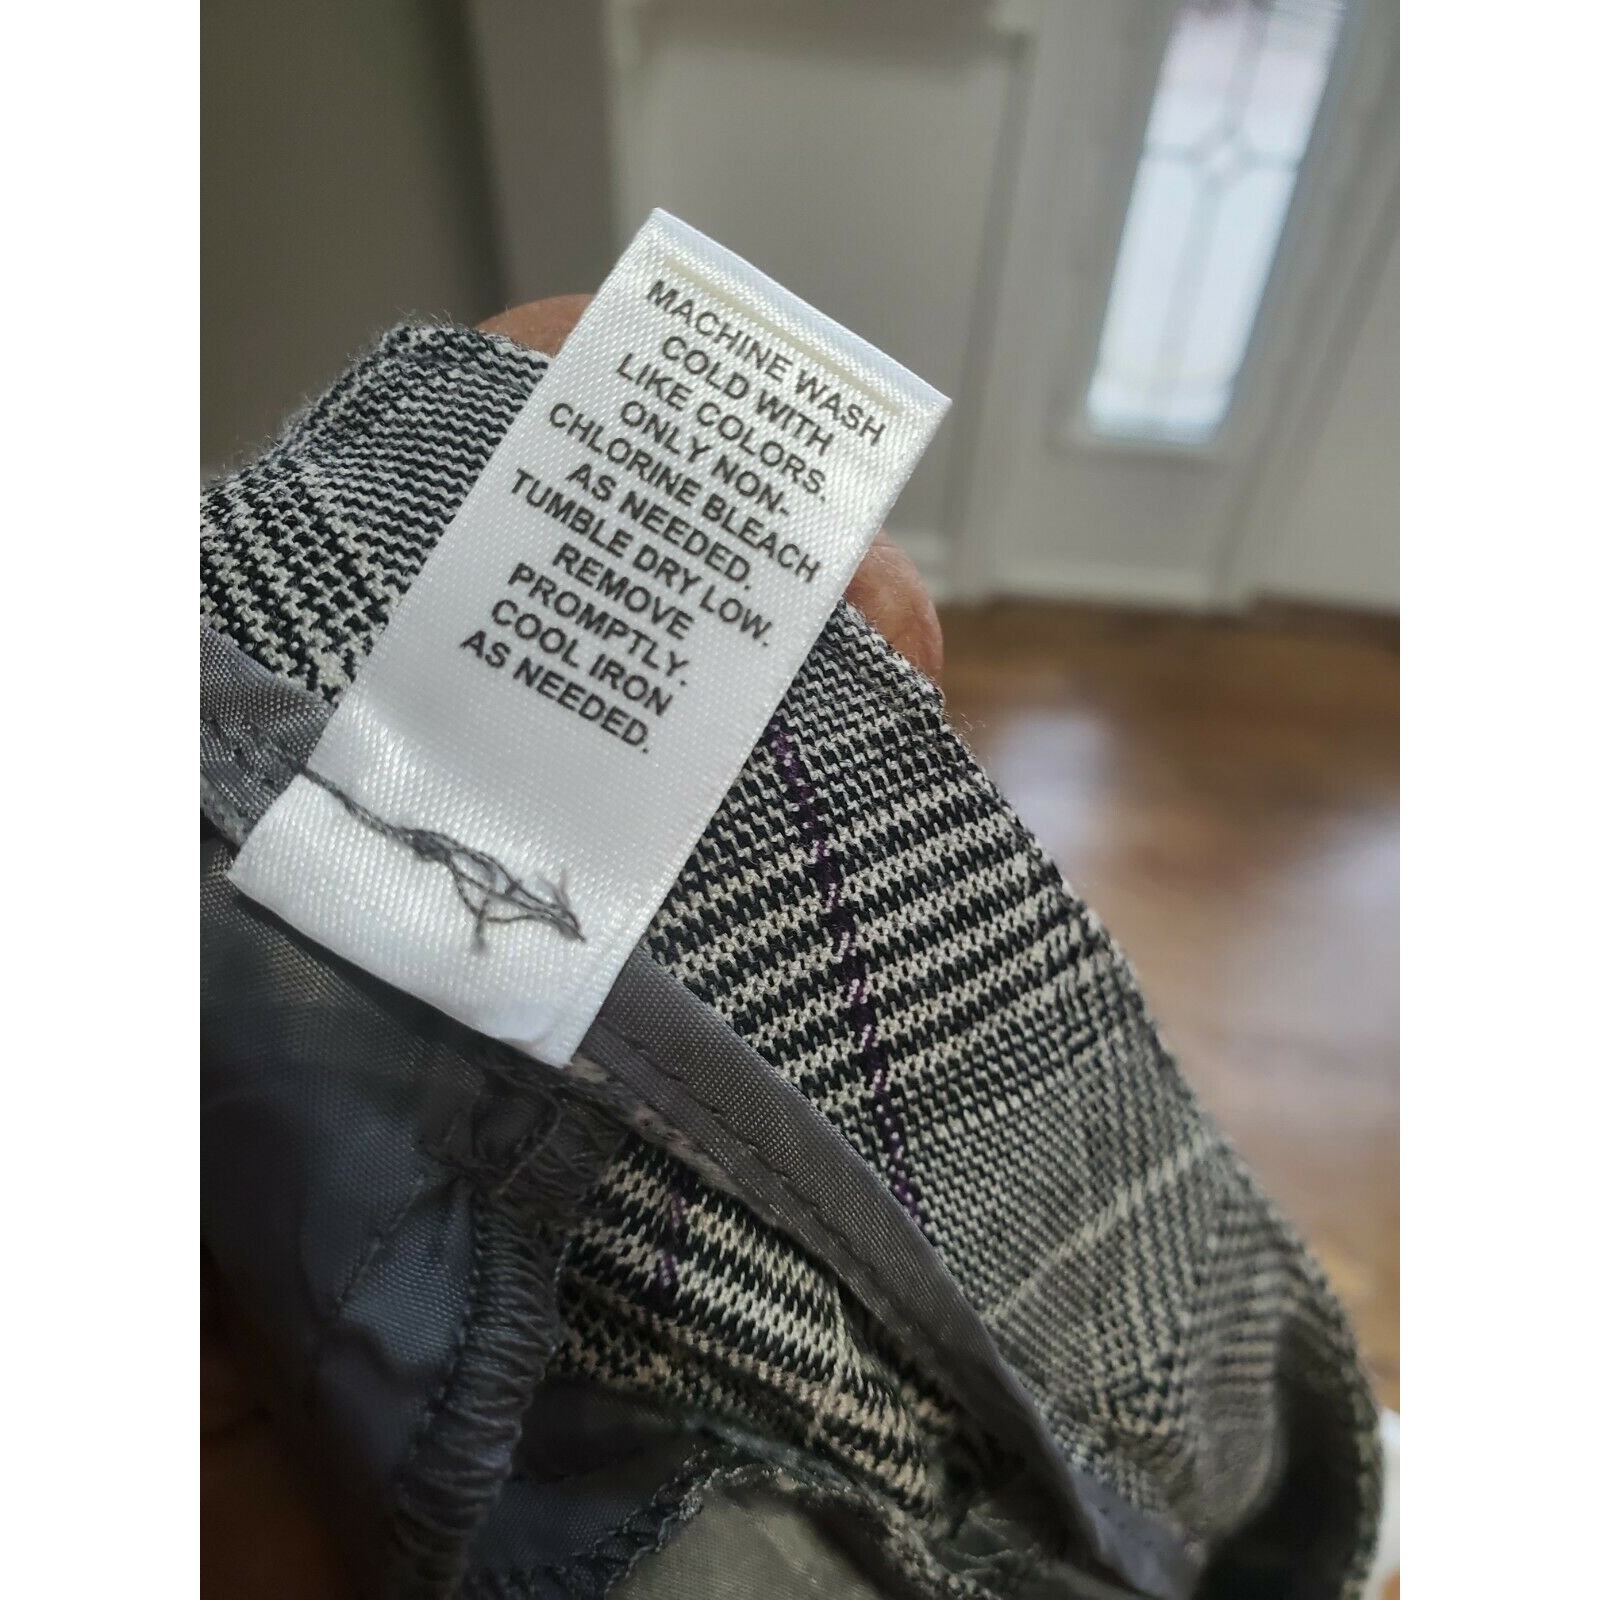 MACHINE WASH
COLD WITH
LIKE COLORS.
ONLY NON-
CHLORINE BLEACH
AS NEEDED.
TUMBLE DRY LOW.
REMOVE
PROMPTLY.
COOL IRON
AS NEEDED.